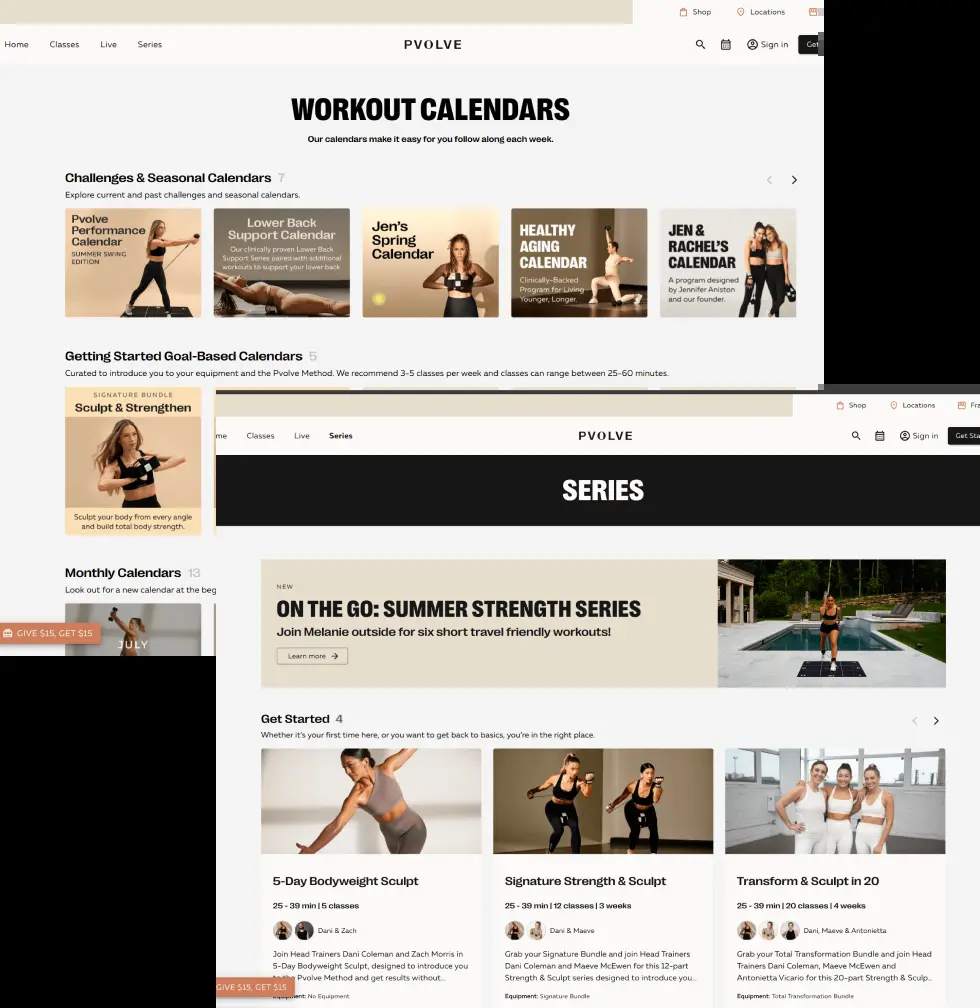 Shop Locations
Home Classes Live Series PVOLVE Sign in Get
WORKOUT CALENDARS
Our calendars make it easy for you follow along each week.
Challenges & Seasonal Calendars 7
Explore current and past challenges and seasonal calendars.
Pvolve
Performance
Calendar
SUMMER SWING
EDITION
Lower Back
Support Calendar
Our clinically proven Lower Back
Support Series paired with additional
workouts to support your lower back
Jen's
Spring
Calendar
HEALTHY
AGING
CALENDAR
Clinically-Backed
Program for Living
Younger, Longer.
JEN &
RACHEL'S
CALENDAR
A program designed
by Jennifer Aniston
and our founder.
Getting Started Goal-Based Calendars 5
Curated to introduce you to your equipment and the Pvolve Method. We recommend 3-5 classes per week and classes can range between 25-60 minutes.
SIGNATURE BUNDLE
Sculpt & Strengthen
Sculpt your body from every angle
and build total body strength.
Monthly Calendars 13
Look out for a new calendar at the beg
JULY
GIVE $15, GET $15
Shop Locations Fra
me Classes Live Series PVOLVE Sign in Get Sta
SERIES
NEW
ON THE GO: SUMMER STRENGTH SERIES
Join Melanie outside for six short travel friendly workouts!
Learn more
Get Started 4
Whether it's your first time here, or you want to get back to basics, you're in the right place.
5-Day Bodyweight Sculpt
25 - 39 min | 5 classes
Dani & Zach
Join Head Trainers Dani Coleman and Zach Morris in
5-Day Bodyweight Sculpt, designed to introduce you
to the Pvolve Method and get results without...
Equipment: No Equipment
Signature Strength & Sculpt
25 - 39 min | 12 classes | 3 weeks
Dani & Maeve
Grab your Signature Bundle and join Head Trainers
Dani Coleman and Maeve McEwen for this 12-part
Strength & Sculpt series designed to introduce you...
Equipment: Signature Bundle
Transform & Sculpt in 20
25 - 39 min | 20 classes | 4 weeks
Dani, Maeve & Antonietta
Grab your Total Transformation Bundle and join Head
Trainers Dani Coleman, Maeve McEwen and
Antonietta Vicario for this 20-part Strength & Sculp...
Equipment: Total Transformation Bundle
GIVE $15, GET $15